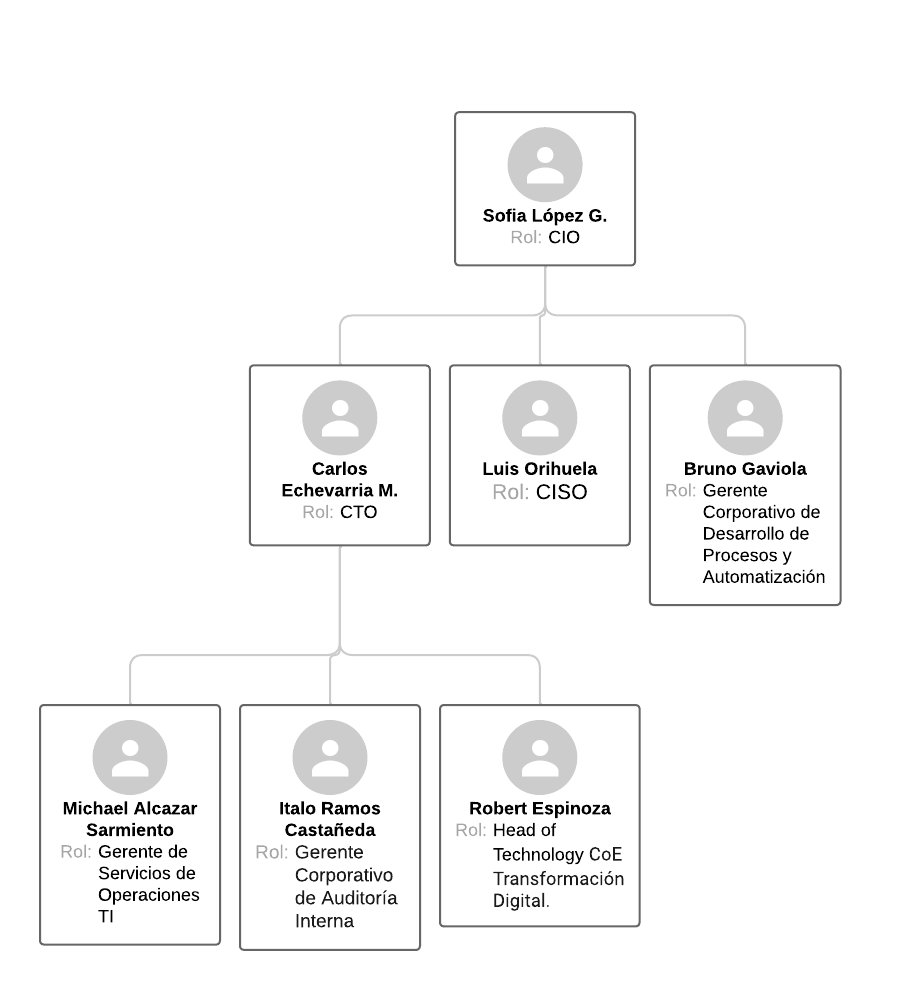 Sofia López G.
Rol: CIO
Carlos
Echevarria M.
Rol: CTO
Luis Orihuela
Rol: CISO
Bruno Gaviola
Rol: Gerente
Corporativo de
Desarrollo de
Procesos y
Automatización
Michael Alcazar
Sarmiento
Rol: Gerente de
Servicios de
Operaciones
TI
Italo Ramos
Castañeda
Rol: Gerente
Corporativo
de Auditoría
Interna
Robert Espinoza
Rol: Head of
Technology CoE
Transformación
Digital.